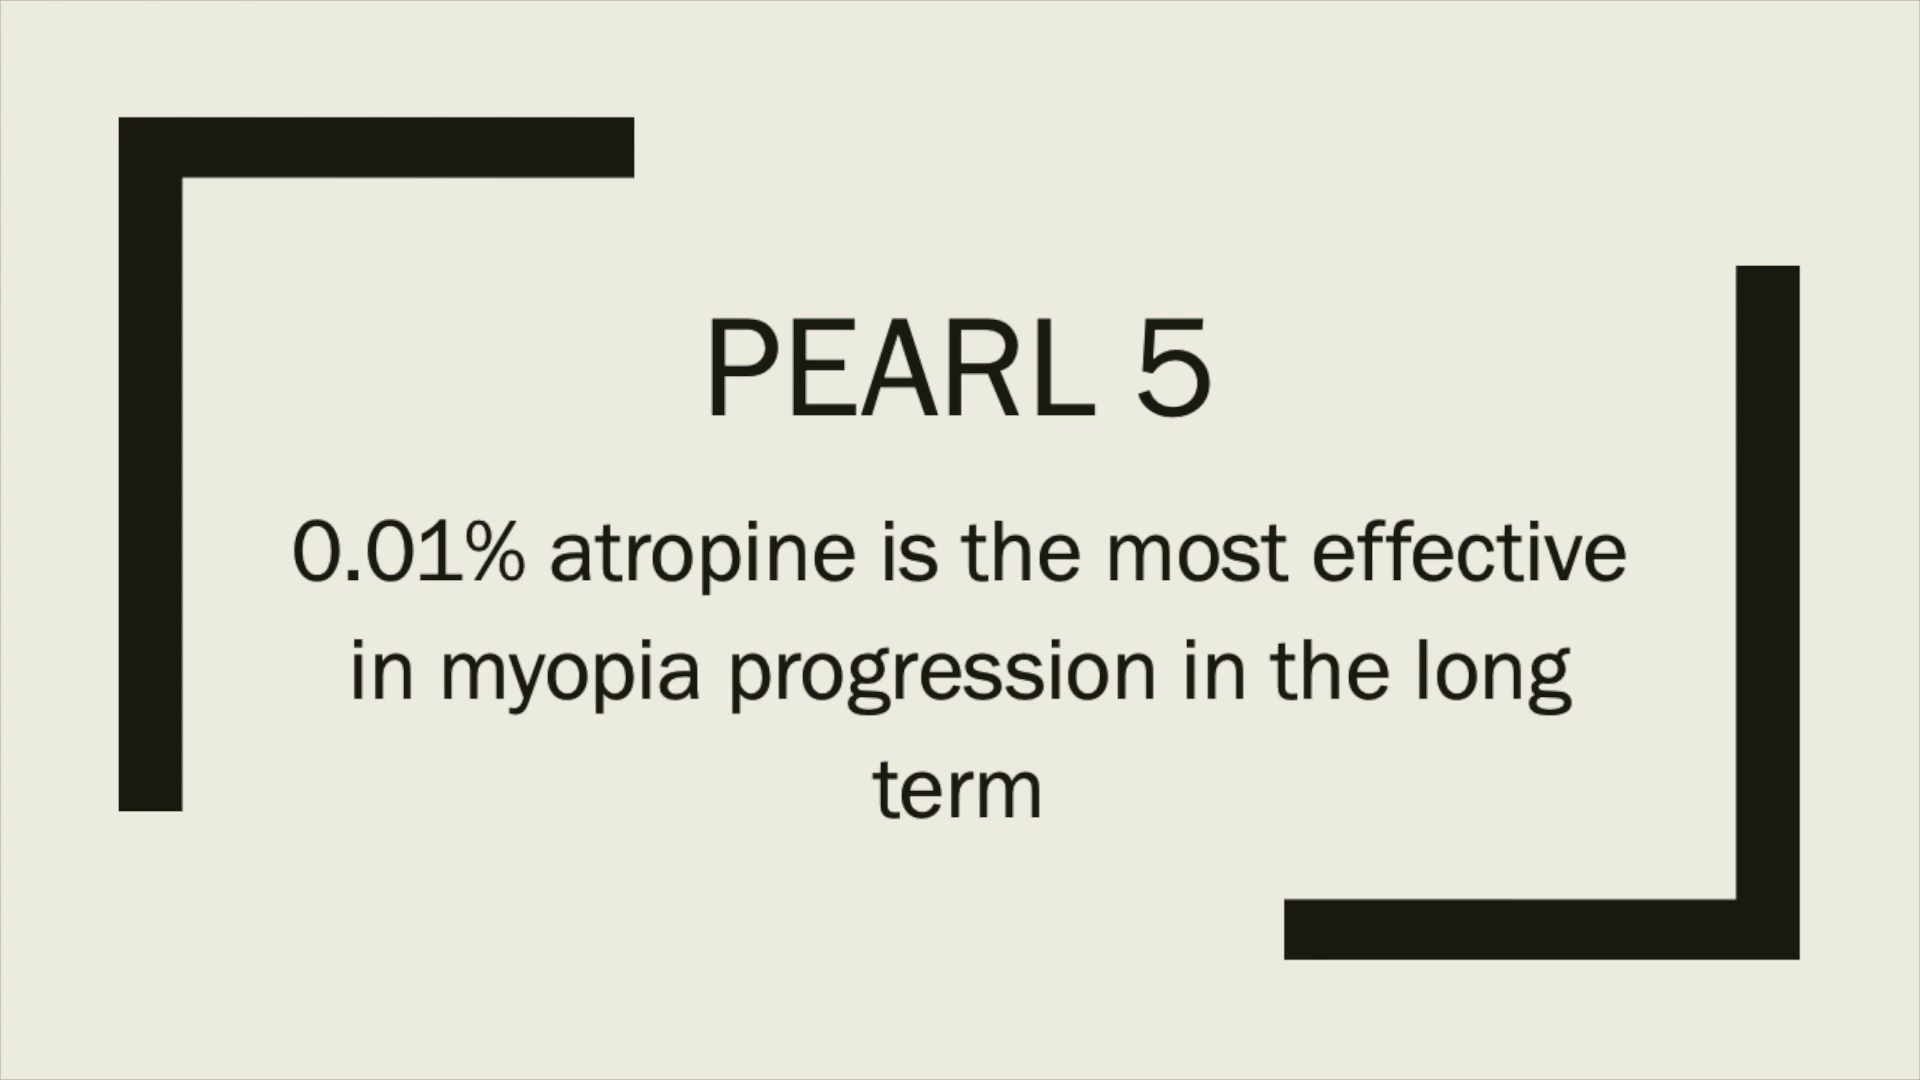 PEARL 5
0.01% atropine is the most effective
in myopia progression in the long
term